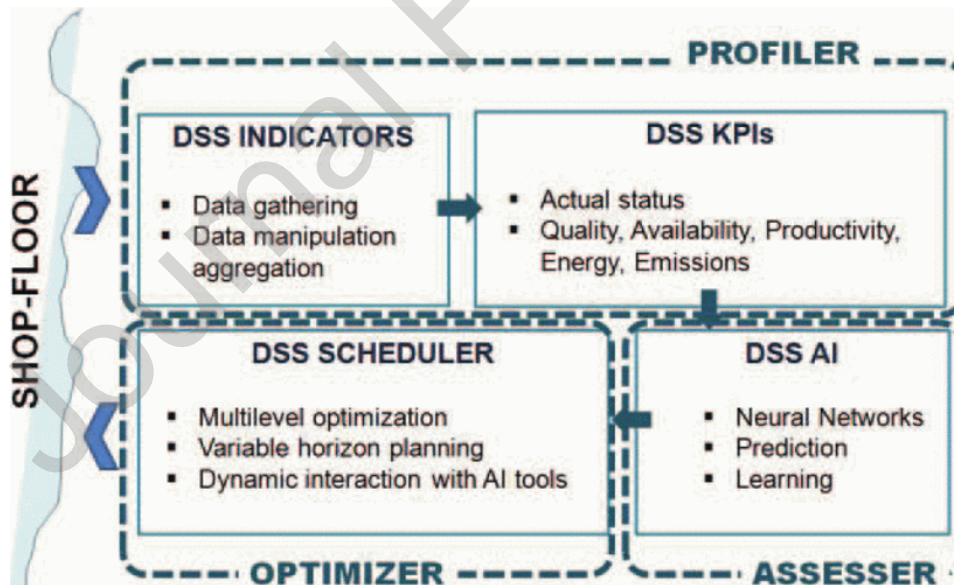 Journal P
PROFILER
SHOP-FLOOR
DSS INDICATORS
▪ Data gathering
▪ Data manipulation
aggregation
DSS KPIs
▪ Actual status
▪ Quality, Availability, Productivity,
Energy, Emissions
DSS SCHEDULER
▪ Multilevel optimization
▪ Variable horizon planning
▪ Dynamic interaction with AI tools
DSS AI
▪ Neural Networks
▪ Prediction
▪ Learning
OPTIMIZER
ASSESSER